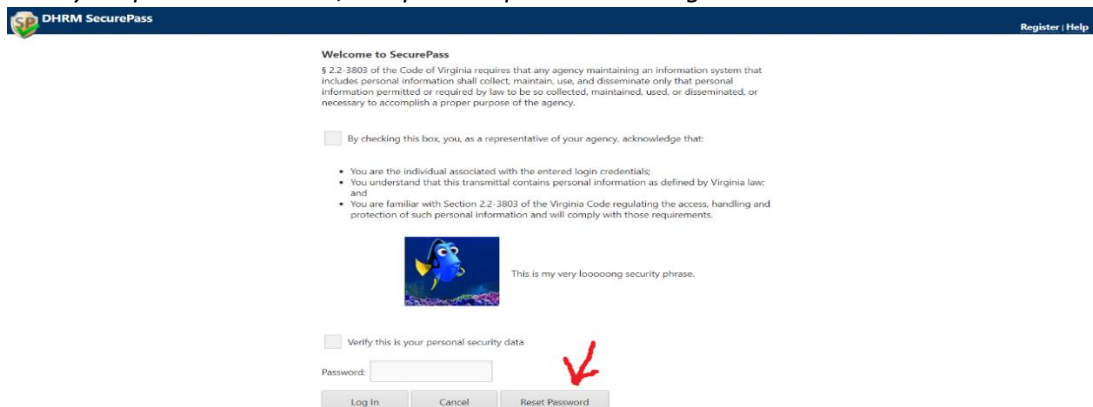 DHRM SecurePass
Register | Help
Welcome to SecurePass
§ 2.2-3803 of the Code of Virginia requires that any agency maintaining an information system that
includes personal information shall collect, maintain, use, and disseminate only that personal
information permitted or required by law to be so collected, maintained, used, or disseminated, or
necessary to accomplish a proper purpose of the agency.
By checking this box, you, as a representative of your agency, acknowledge that:
• You are the individual associated with the entered login credentials;
• You understand that this transmittal contains personal information as defined by Virginia law;
and
• You are familiar with Section 2.2-3803 of the Virginia Code regulating the access, handling and
protection of such personal information and will comply with those requirements.
This is my very looooong security phrase.
Verify this is your personal security data
Password:
Log In Cancel Reset Password